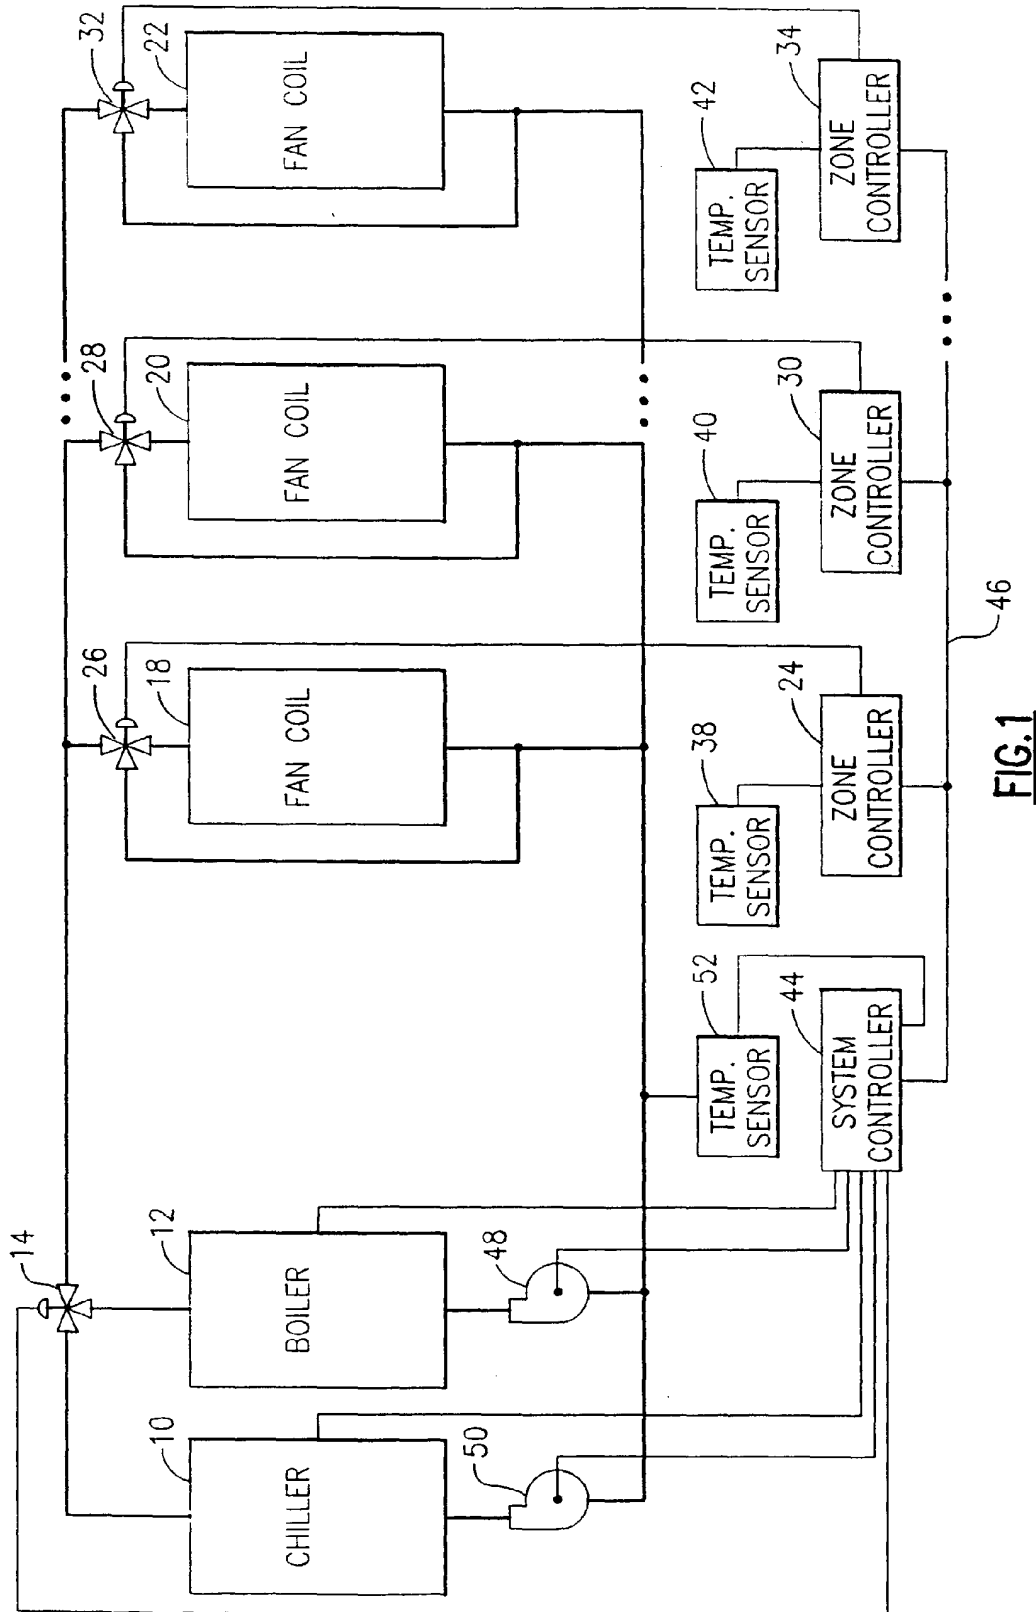 14
10
CHILLER
12
BOILER
50
48
26
18
FAN COIL
28
20
FAN COIL
32
22
FAN COIL
52
TEMP.
SENSOR
38
TEMP.
SENSOR
40
TEMP.
SENSOR
42
TEMP.
SENSOR
44
SYSTEM
CONTROLLER
24
ZONE
CONTROLLER
30
ZONE
CONTROLLER
34
ZONE
CONTROLLER
46
FIG.1